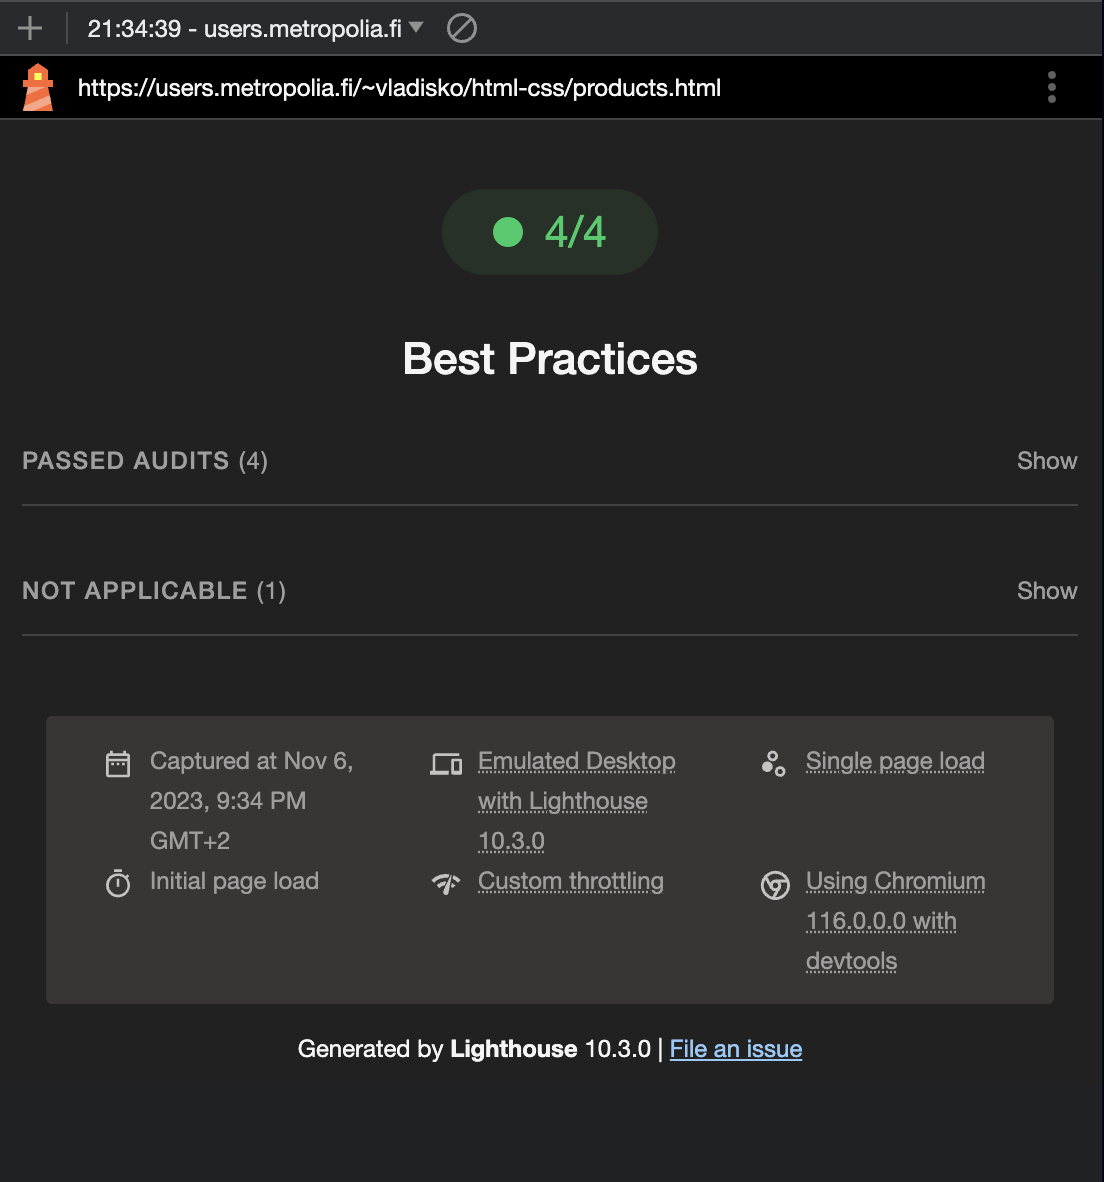 21:34:39 - users.metropolia.fi
https://users.metropolia.fi/~vladisko/html-css/products.html
4/4
Best Practices
PASSED AUDITS (4) Show
NOT APPLICABLE (1) Show
Captured at Nov 6,
2023, 9:34 PM
GMT+2
Emulated Desktop
with Lighthouse
10.3.0
Single page load
Initial page load
Custom throttling
Using Chromium
116.0.0.0 with
devtools
Generated by Lighthouse 10.3.0 | File an issue